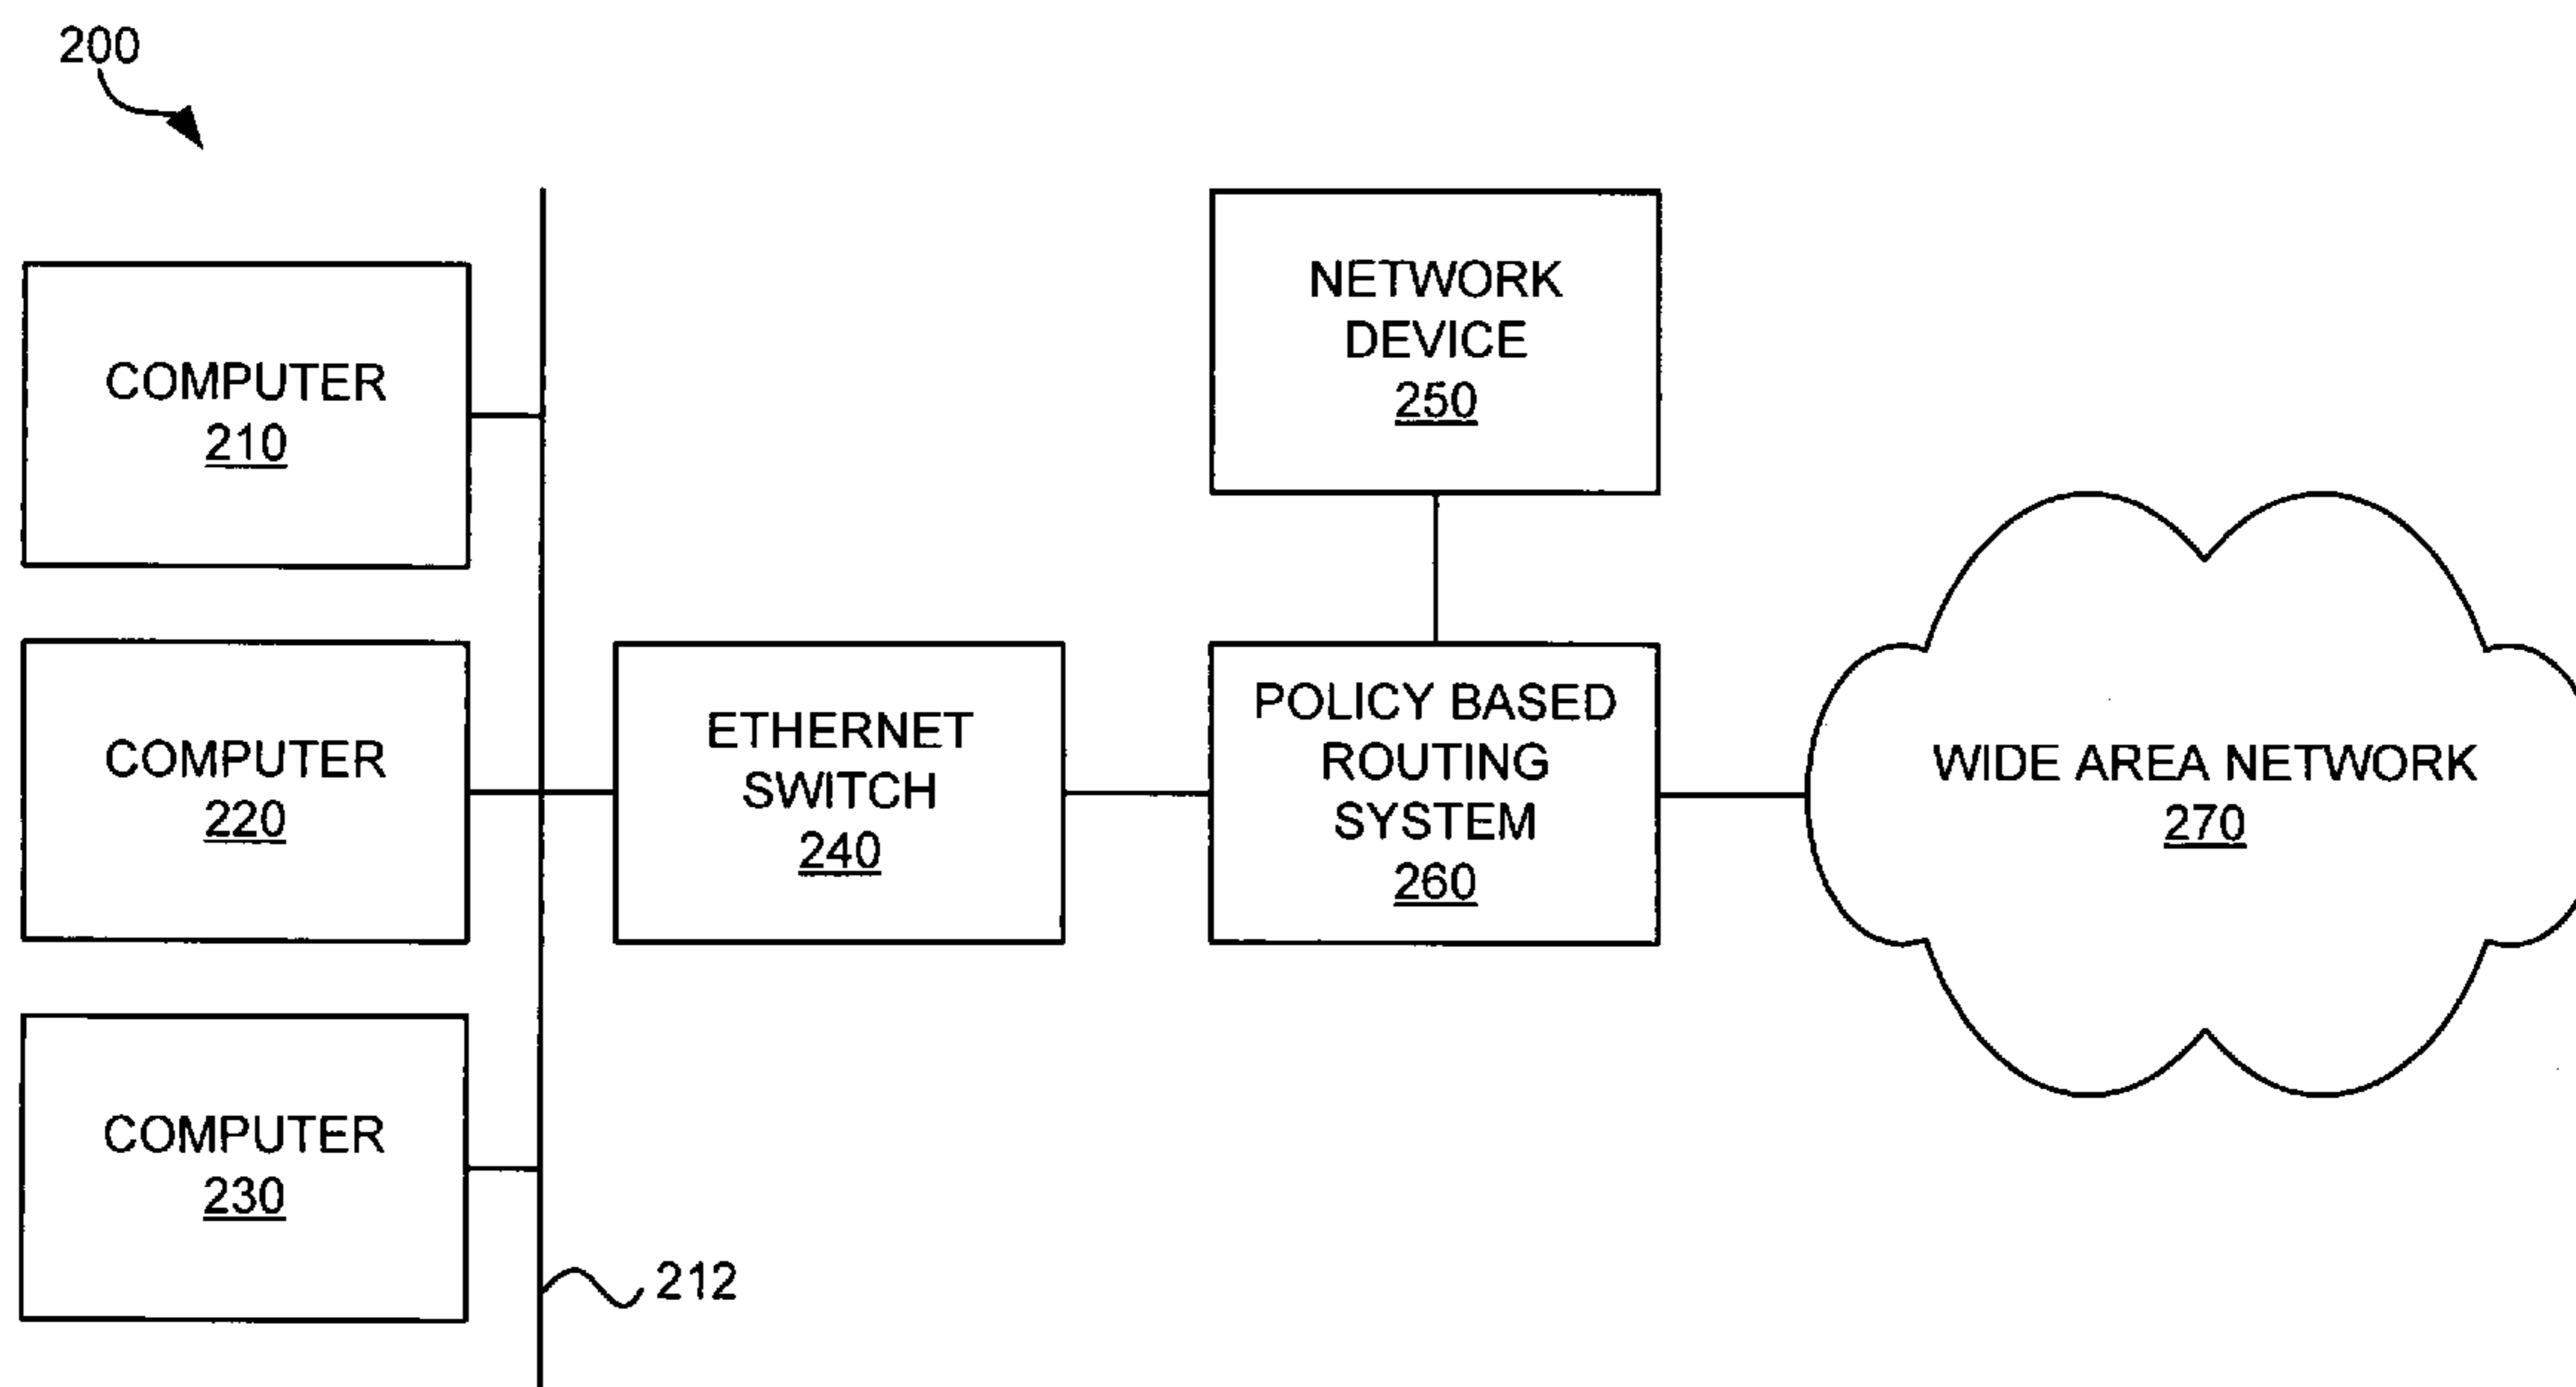 200
COMPUTER
210
COMPUTER
220
COMPUTER
230
212
ETHERNET
SWITCH
240
NETWORK
DEVICE
250
POLICY BASED
ROUTING
SYSTEM
260
WIDE AREA NETWORK
270